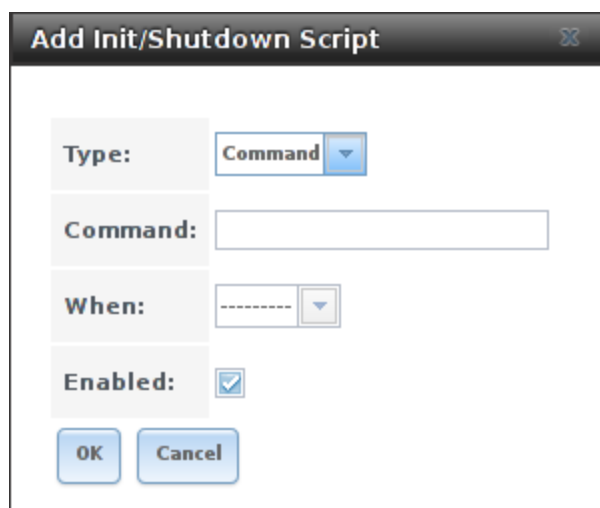 Add Init/Shutdown Script
Type: Command
Command:
When: ---------
Enabled:
OK Cancel